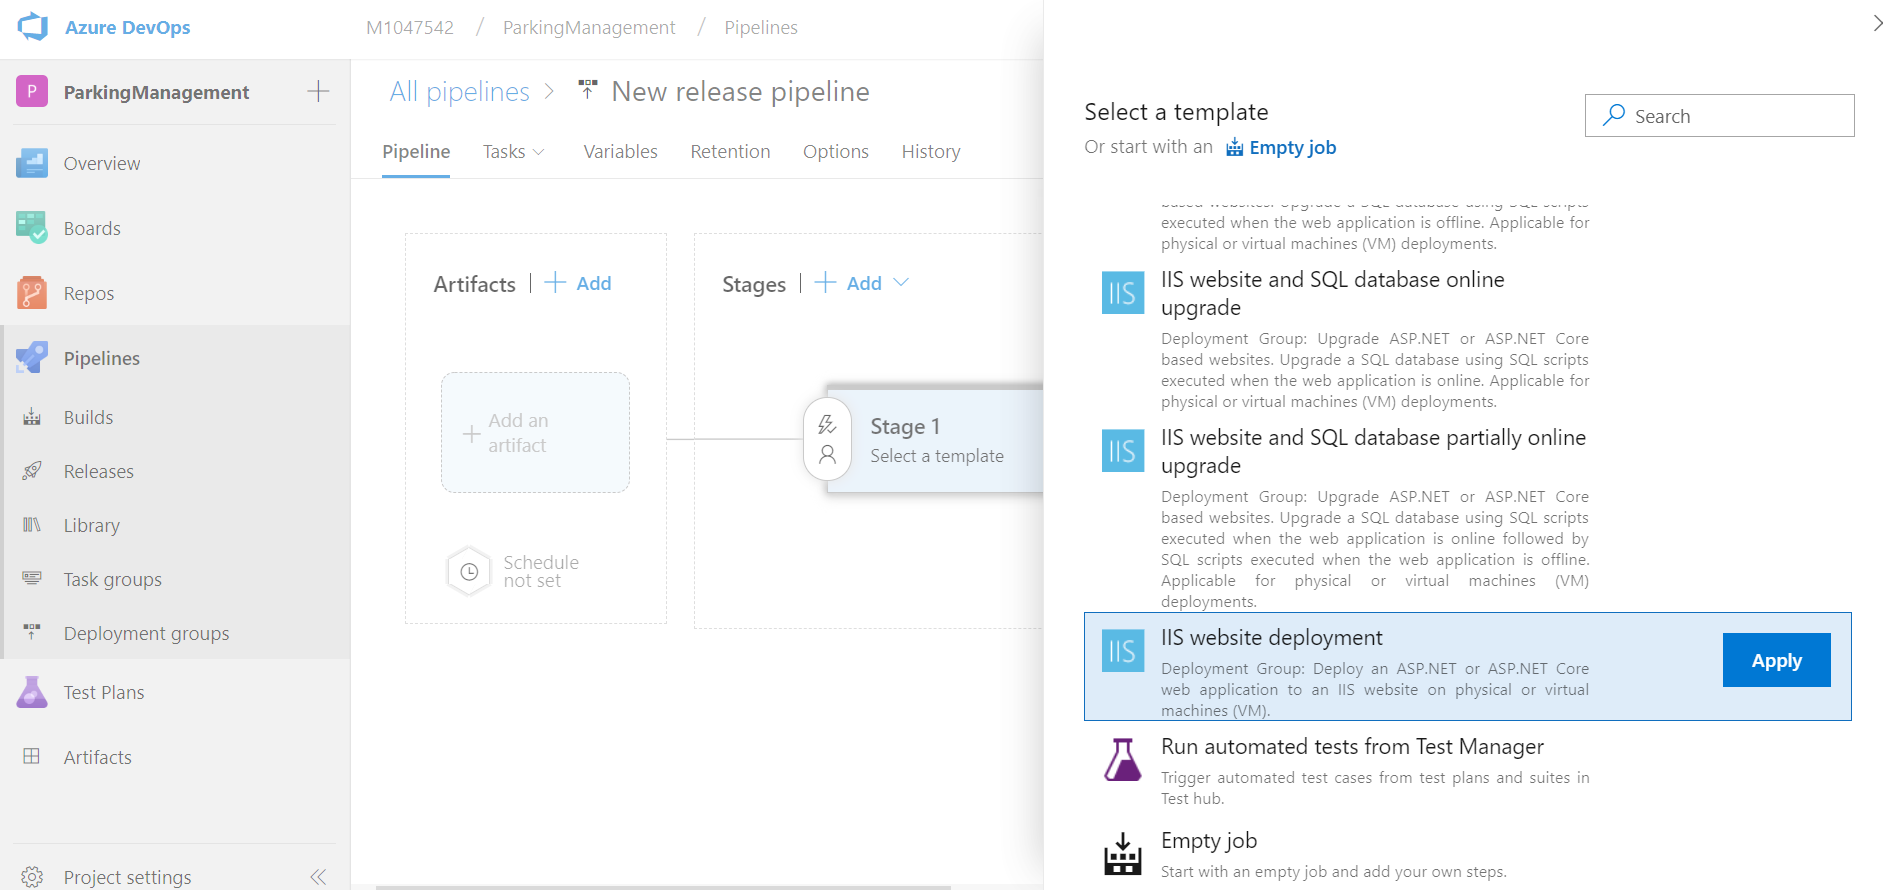 Azure DevOps
M1047542 / ParkingManagement / Pipelines
P ParkingManagement
Overview
Boards
Repos
Pipelines
Builds
Releases
Library
Task groups
Deployment groups
Test Plans
Artifacts
Project settings
All pipelines > New release pipeline
Pipeline Tasks Variables Retention Options History
Artifacts | + Add
Add an
artifact
Schedule
not set
Stages | + Add
Stage 1
Select a template
Select a template
Or start with an Empty job
Search
based websites. Upgrade a SQL database using SQL scripts
executed when the web application is offline. Applicable for
physical or virtual machines (VM) deployments.
IIS
IIS website and SQL database online
upgrade
Deployment Group: Upgrade ASP.NET or ASP.NET Core
based websites. Upgrade a SQL database using SQL scripts
executed when the web application is online. Applicable for
physical or virtual machines (VM) deployments.
IIS
IIS website and SQL database partially online
upgrade
Deployment Group: Upgrade ASP.NET or ASP.NET Core
based websites. Upgrade a SQL database using SQL scripts
executed when the web application is online followed by
SQL scripts executed when the web application is offline.
Applicable for physical or virtual machines (VM)
deployments.
IIS
IIS website deployment
Deployment Group: Deploy an ASP.NET or ASP.NET Core
web application to an IIS website on physical or virtual
machines (VM).
Apply
Run automated tests from Test Manager
Trigger automated test cases from test plans and suites in
Test hub.
Empty job
Start with an empty job and add your own steps.